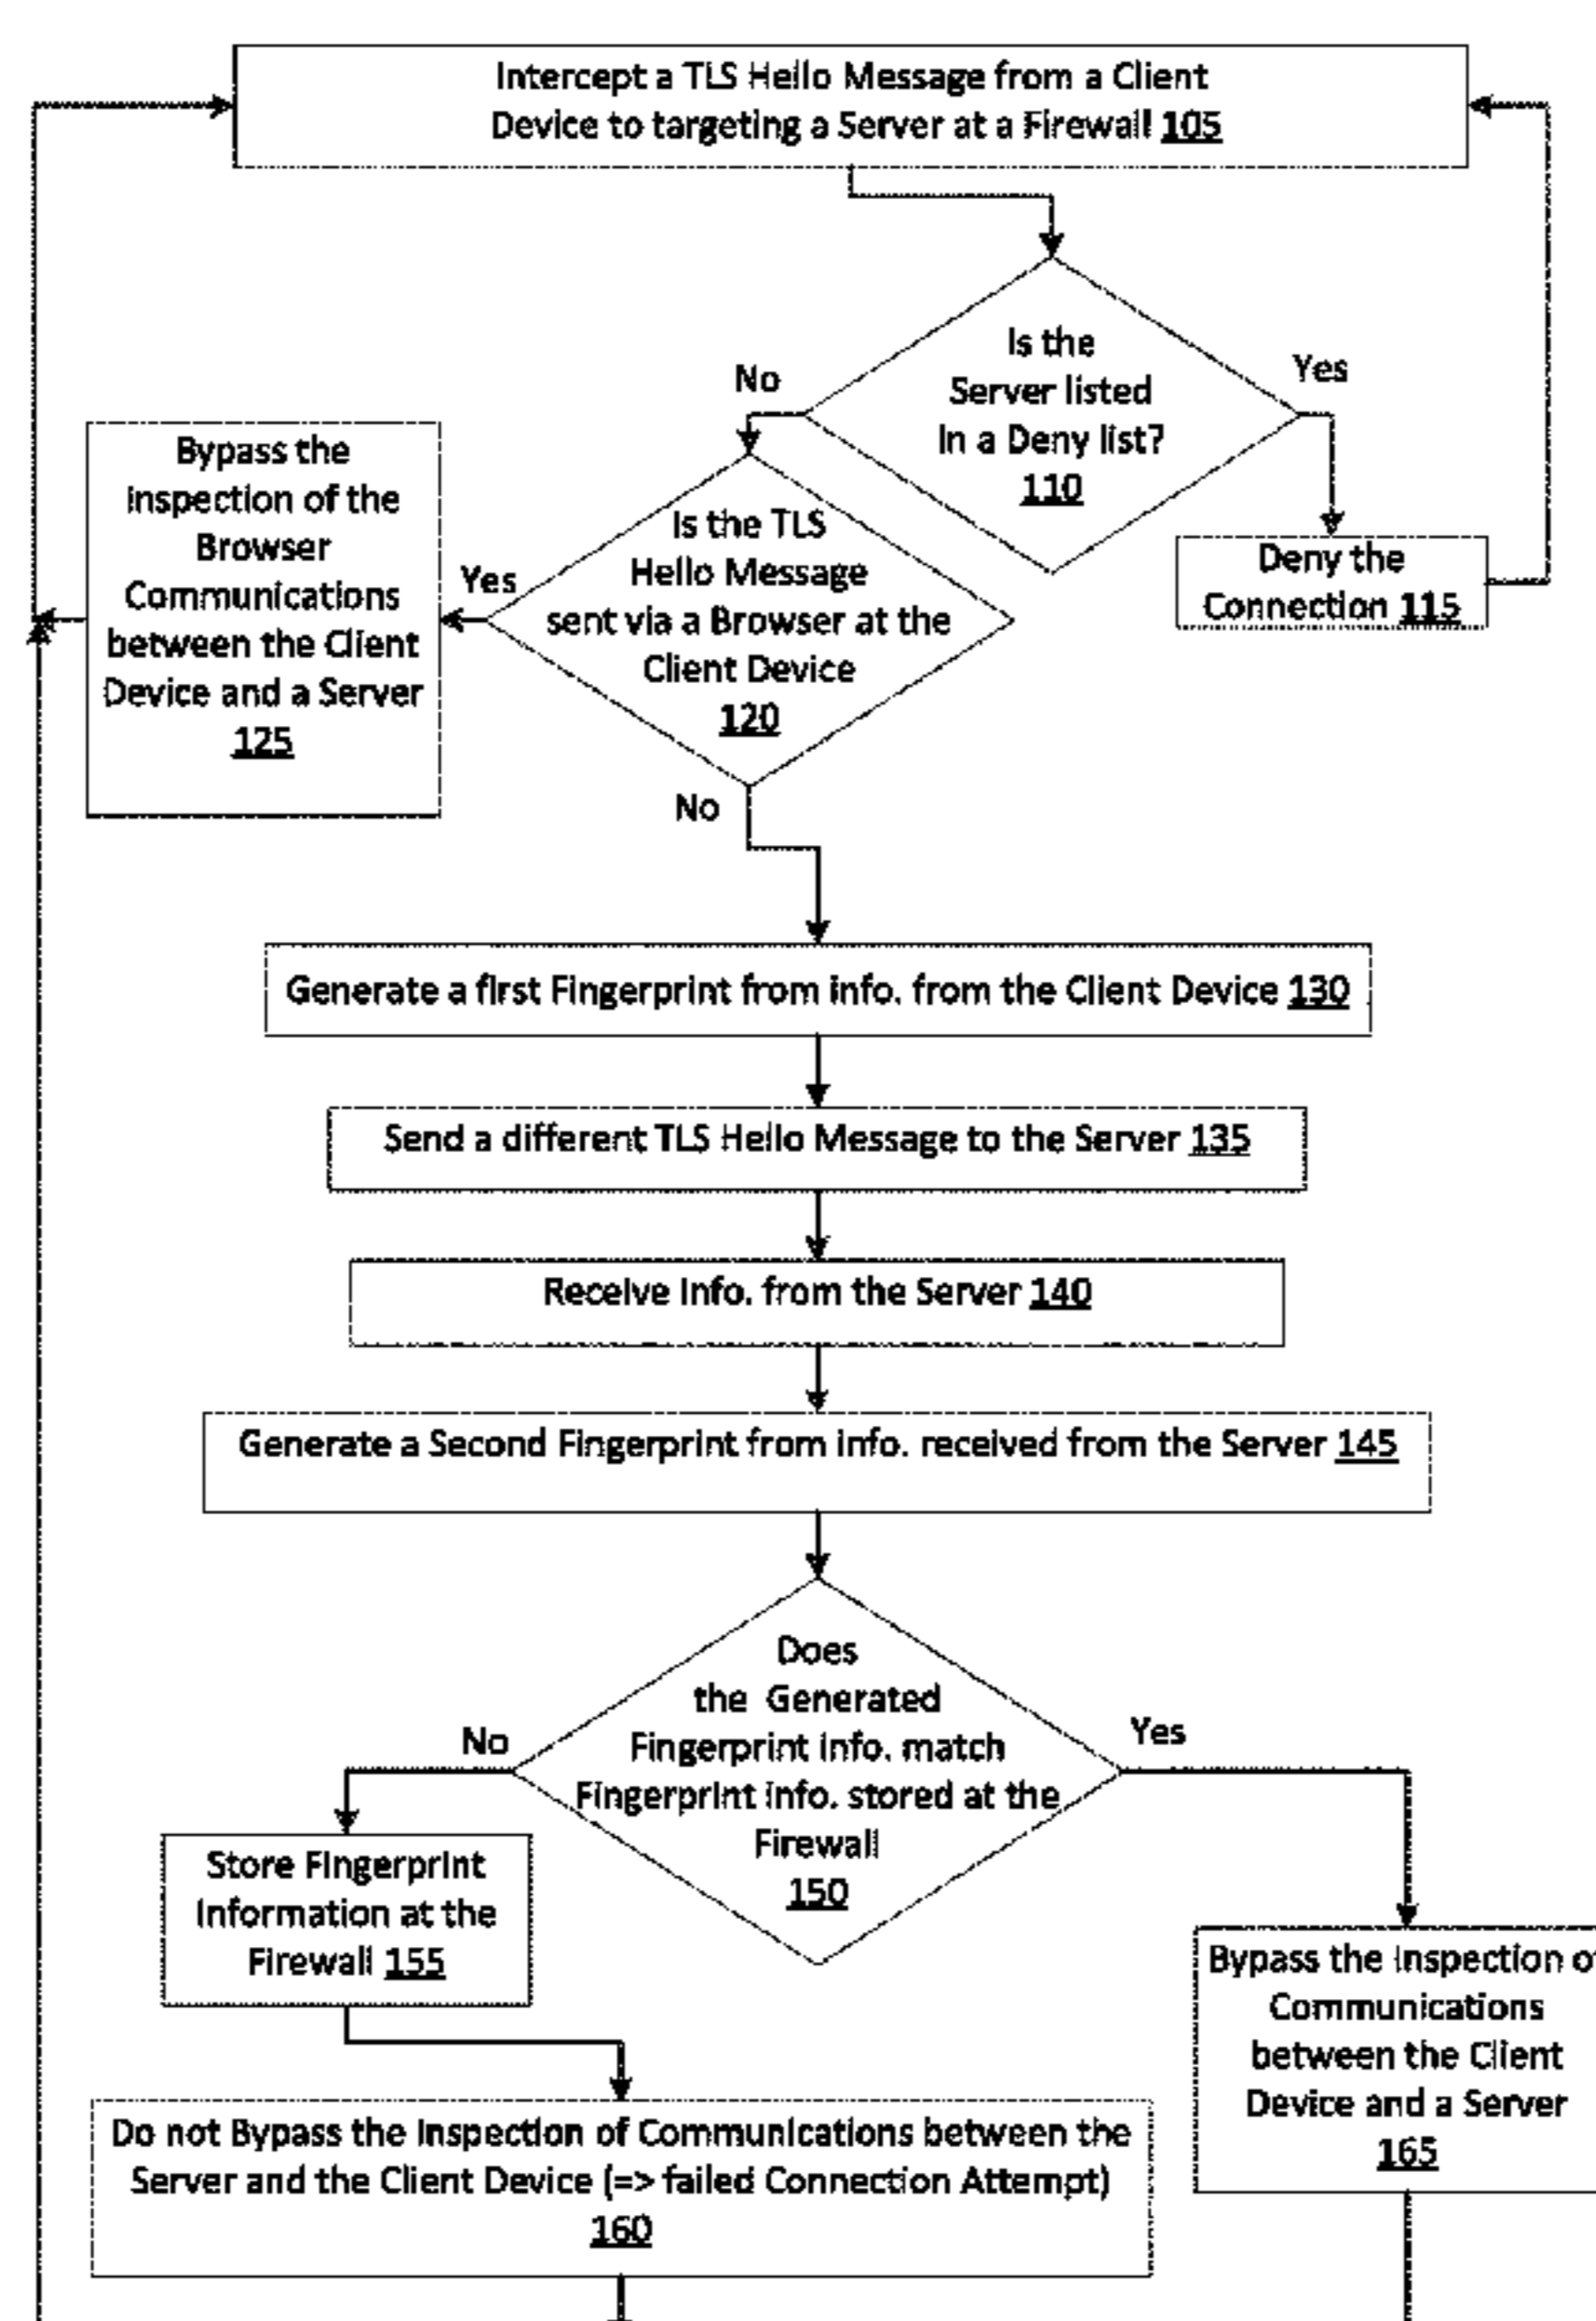 Intercept a TLS Hello Message from a Client
Device to targeting a Server at a Firewall 105
Is the
Server listed
in a Deny list?
110
No
Yes
Deny the
Connection 115
Is the TLS
Hello Message
sent via a Browser at the
Client Device
120
Yes
No
Bypass the
Inspection of the
Browser
Communications
between the Client
Device and a Server
125
Generate a first Fingerprint from info. from the Client Device 130
Send a different TLS Hello Message to the Server 135
Receive Info. from the Server 140
Generate a Second Fingerprint from info. received from the Server 145
Does
the Generated
Fingerprint info. match
Fingerprint info. stored at the
Firewall
150
No
Yes
Store Fingerprint
Information at the
Firewall 155
Do not Bypass the Inspection of Communications between the
Server and the Client Device (=> failed Connection Attempt)
160
Bypass the Inspection of
Communications
between the Client
Device and a Server
165